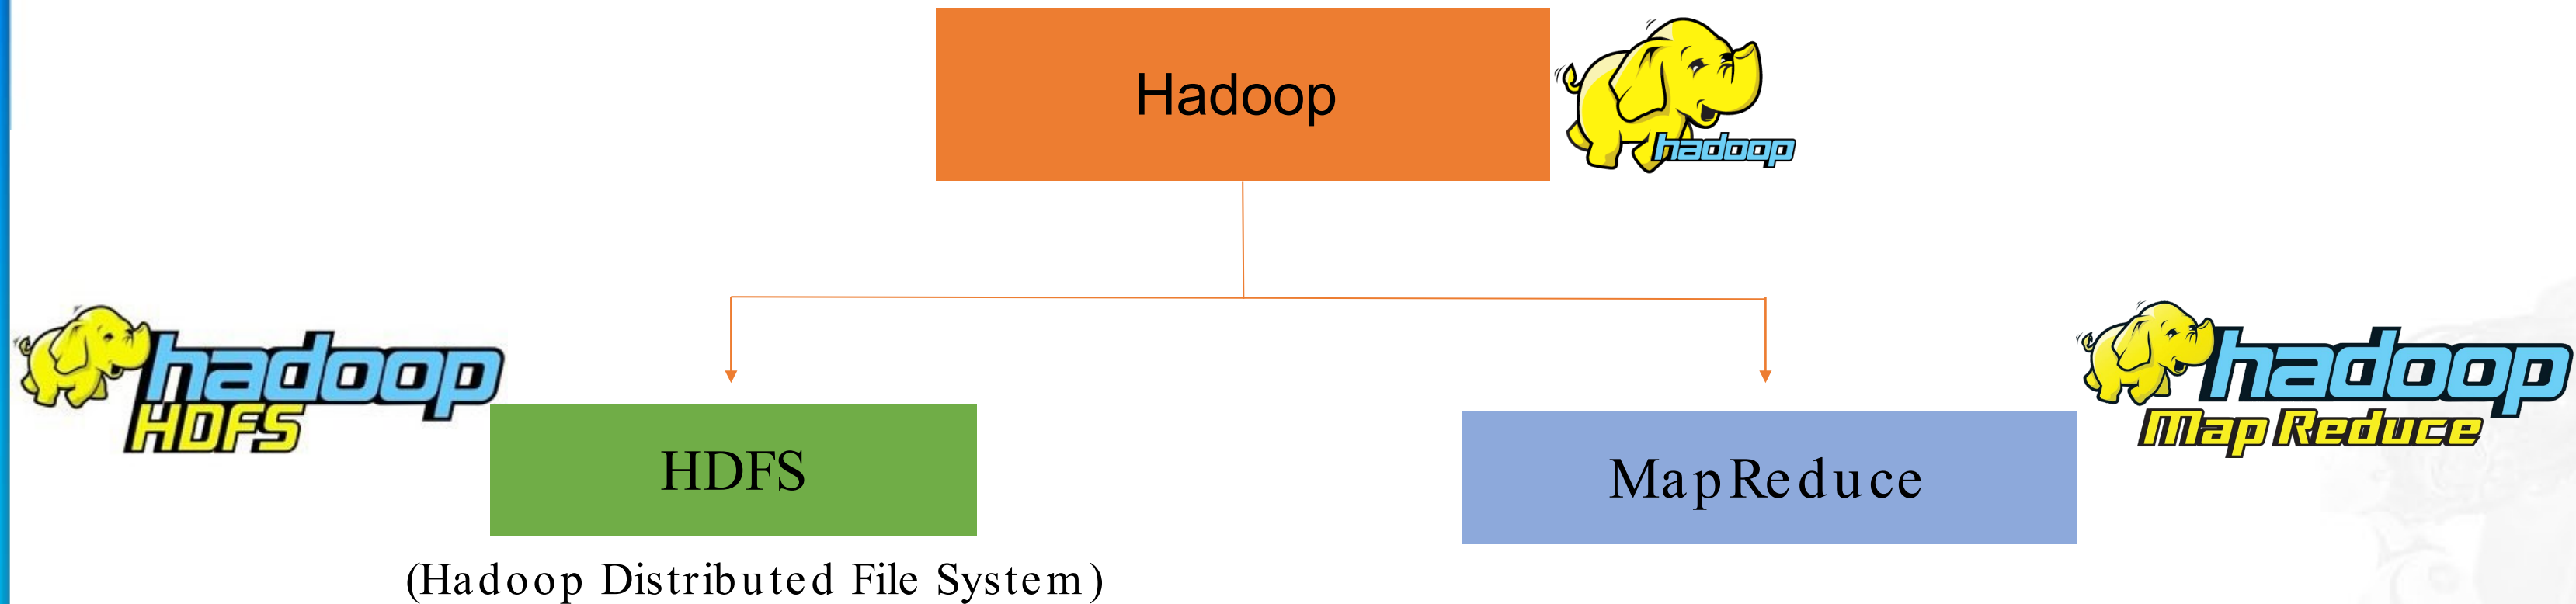 Hadoop
hadoop
hadoop
HDFS
hadoop
Map Reduce
HDFS
MapReduce
(Hadoop Distributed File System)